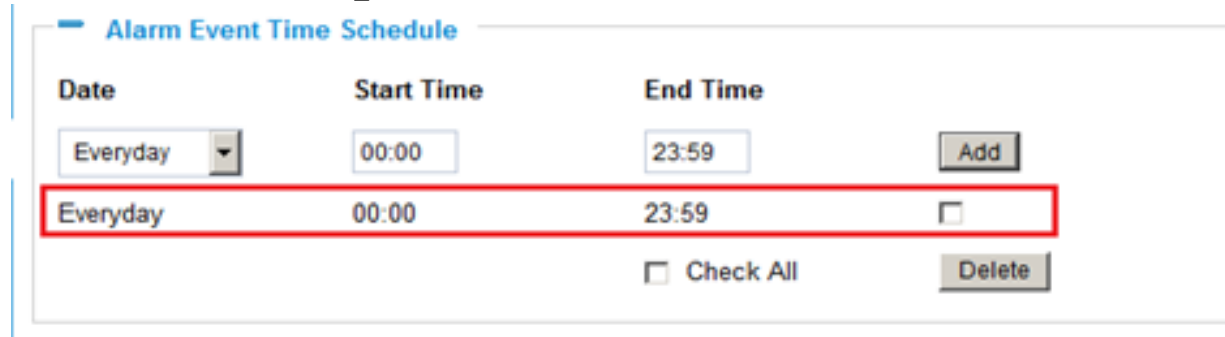 Alarm Event Time Schedule
Date Start Time End Time
Everyday 00:00 23:59 Add
Everyday 00:00 23:59
Check All Delete